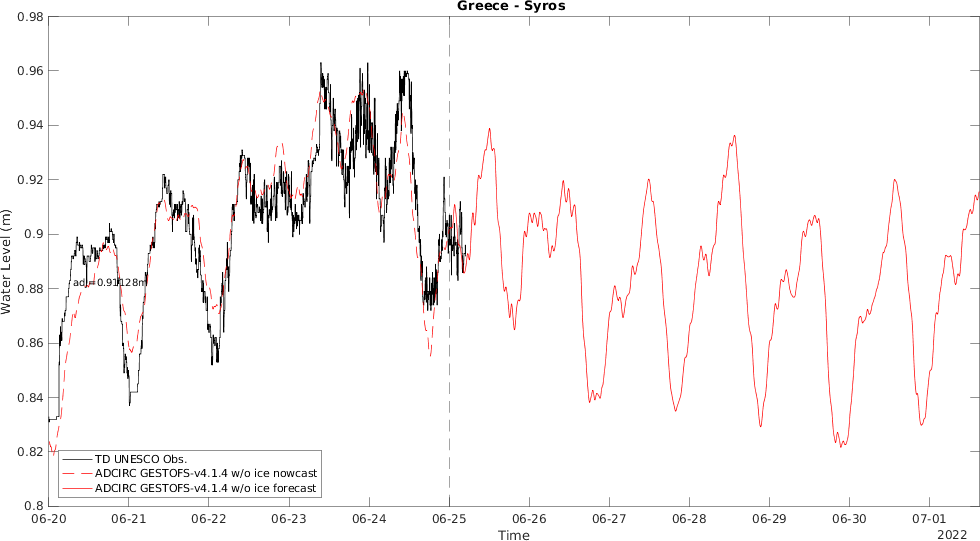 Greece - Syros
0.98
0.96
0.94
0.92
0.9
0.88
0.86
0.84
0.82
0.8
Water Level (m)
adj=0.91128m
TD UNESCO Obs.
ADCIRC GESTOFS-v4.1.4 w/o ice nowcast
ADCIRC GESTOFS-v4.1.4 w/o ice forecast
06-20 06-21 06-22 06-23 06-24 06-25 06-26 06-27 06-28 06-29 06-30 07-01
Time
2022